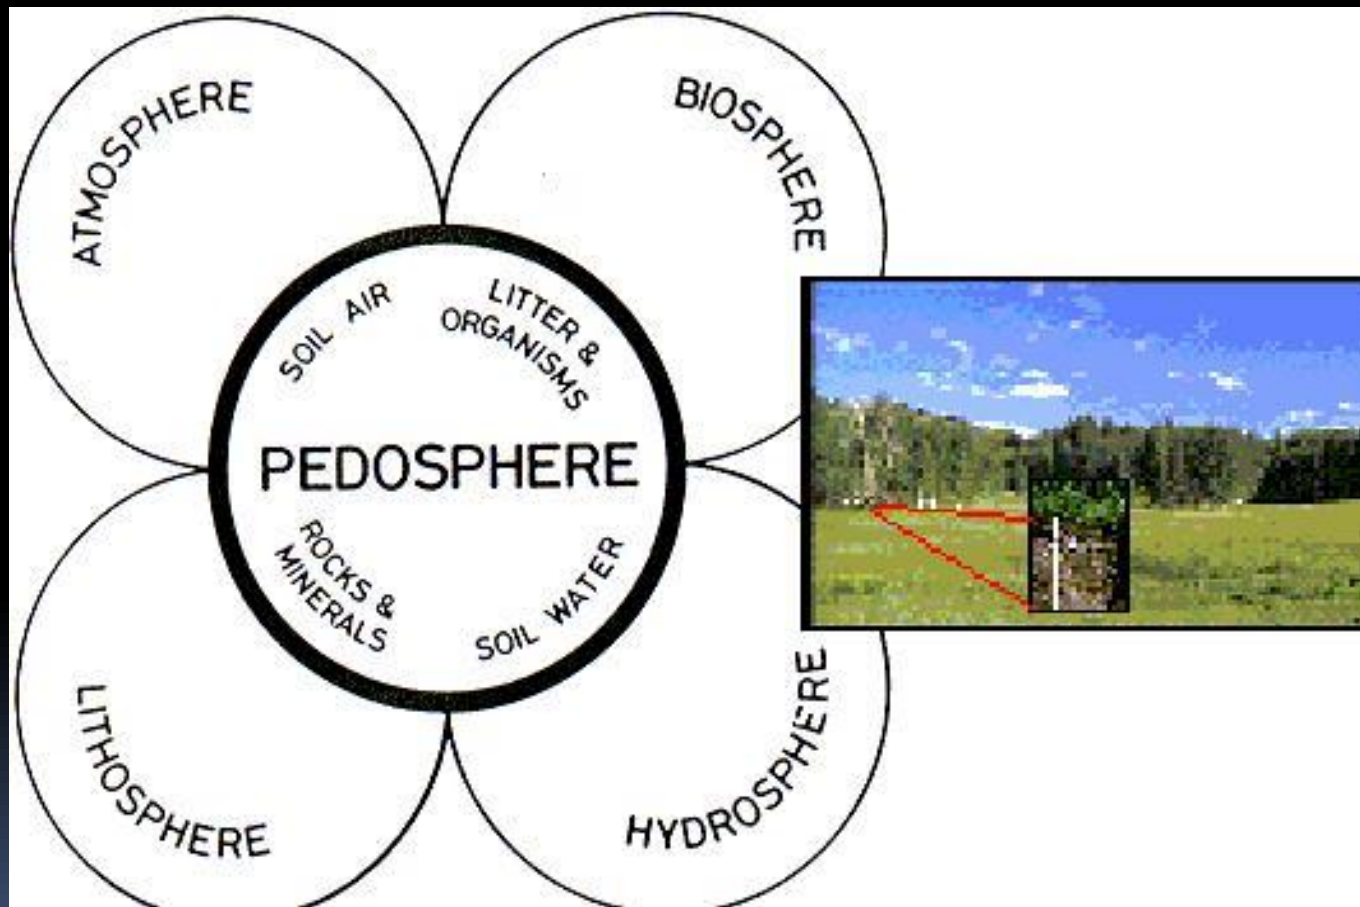 ATMOSPHERE
BIOSPHERE
SOIL AIR
LITTER &
ORGANISMS
PEDOSPHERE
ROCKS &
MINERALS
SOIL WATER
LITHOSPHERE
HYDROSPHERE